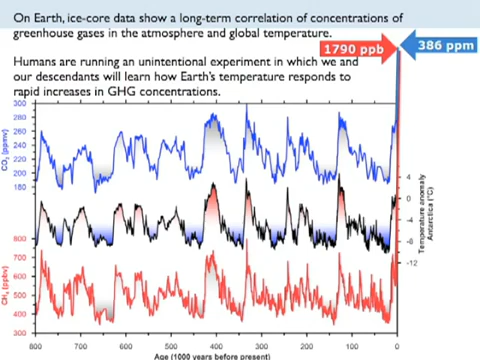 On Earth, ice-core data show a long-term correlation of concentrations of
greenhouse gases in the atmosphere and global temperature.
1790 ppb
386 ppm
Humans are running an unintentional experiment in which we and
our descendants will learn how Earth's temperature responds to
rapid increases in GHG concentrations.
300
280
260
240
220
200
180
CO₂ (ppmv)
4
0
-4
-8
-12
Temperature anomaly
Antarctica (°C)
800
700
600
500
400
300
CH₄ (ppbv)
800 700 600 500 400 300 200 100 0
Age (1000 years before present)